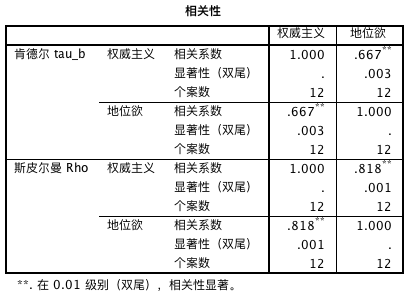 相关性
权威主义 地位欲
肯德尔 tau_b 权威主义 相关系数 1.000 .667**
显著性（双尾） . .003
个案数 12 12
地位欲 相关系数 .667** 1.000
显著性（双尾） .003 .
个案数 12 12
斯皮尔曼 Rho 权威主义 相关系数 1.000 .818**
显著性（双尾） . .001
个案数 12 12
地位欲 相关系数 .818** 1.000
显著性（双尾） .001 .
个案数 12 12
**. 在 0.01 级别（双尾），相关性显著。